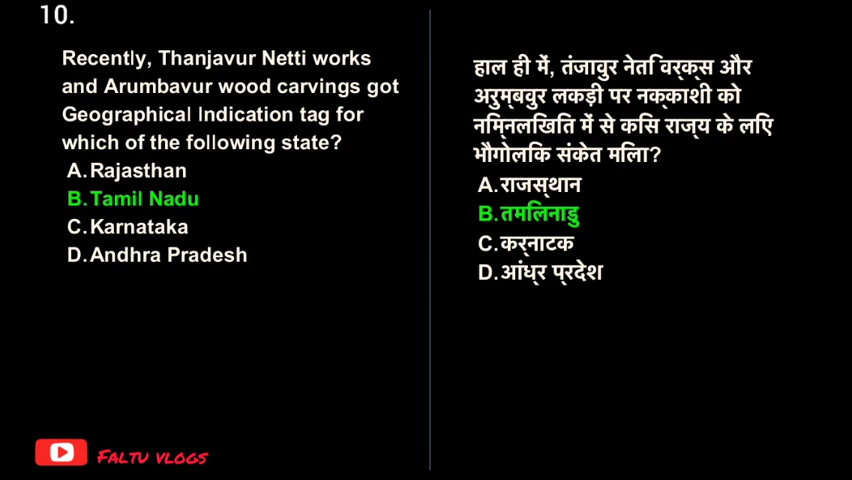 10.
Recently, Thanjavur Netti works
and Arumbavur wood carvings got
Geographical Indication tag for
which of the following state?
A.Rajasthan
B.Tamil Nadu
C.Karnataka
D.Andhra Pradesh
हाल ही में, तंजावुर नेति वर्क्स और
अरुम्बवुर लकड़ी पर नक्काशी को
निम्नलिखित में से किस राज्य के लिए
भौगोलिक संकेत मिला?
A.राजस्थान
B.तमिलनाडु
C.कर्नाटक
D.आंध्र प्रदेश
FALTU VLOGS